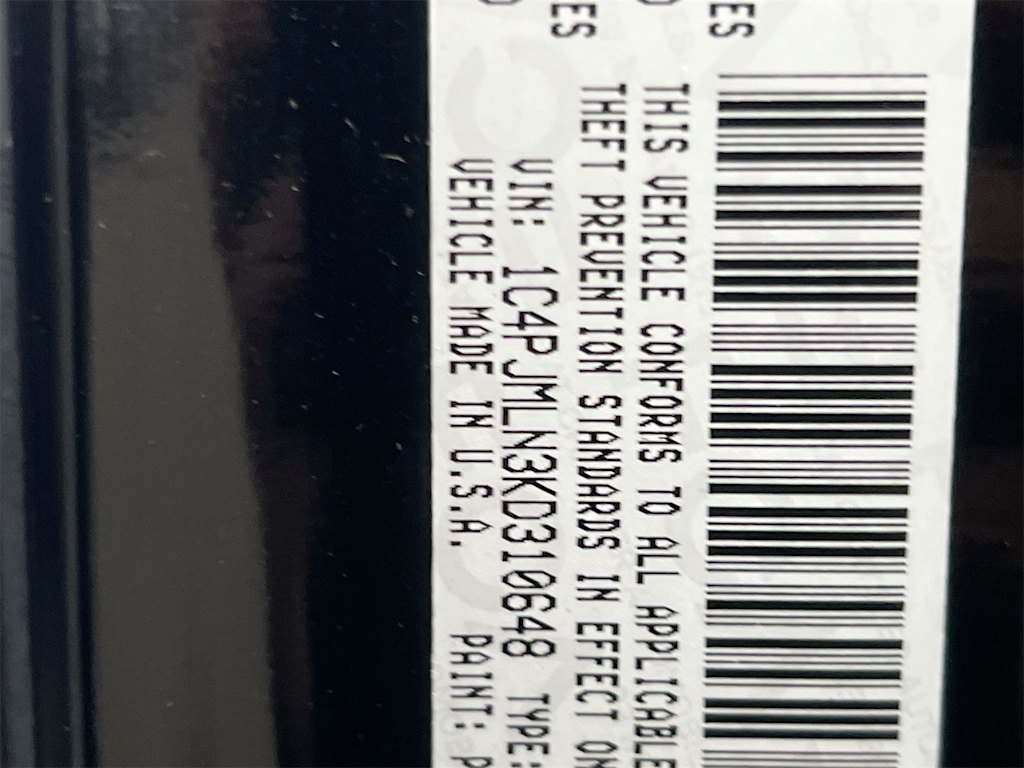 ES
ES
THIS VEHICLE CONFORMS TO ALL APPLICABLE
THEFT PREVENTION STANDARDS IN EFFECT ON
VIN: 1C4PJMLN3KD310648 TYPE:
VEHICLE MADE IN U.S.A. PAINT: P